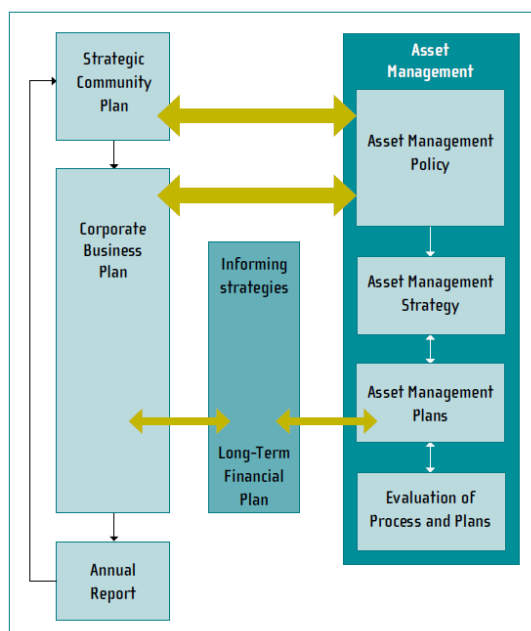 Strategic
Community
Plan
Corporate
Business
Plan
Annual
Report
Informing
strategies
Long-Term
Financial
Plan
Asset
Management
Asset Management
Policy
Asset Management
Strategy
Asset Management
Plans
Evaluation of
Process and Plans